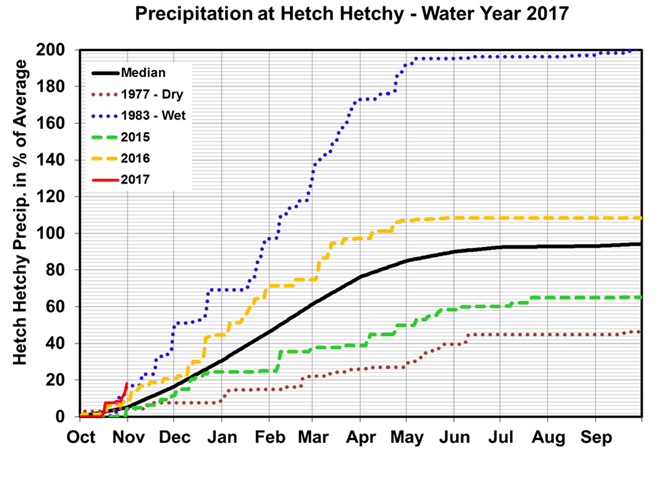 Precipitation at Hetch Hetchy - Water Year 2017
Hetch Hetchy Precip. in % of Average
200
180
160
140
120
100
80
60
40
20
0
Median
1977 - Dry
1983 - Wet
2015
2016
2017
Oct Nov Dec Jan Feb Mar Apr May Jun Jul Aug Sep